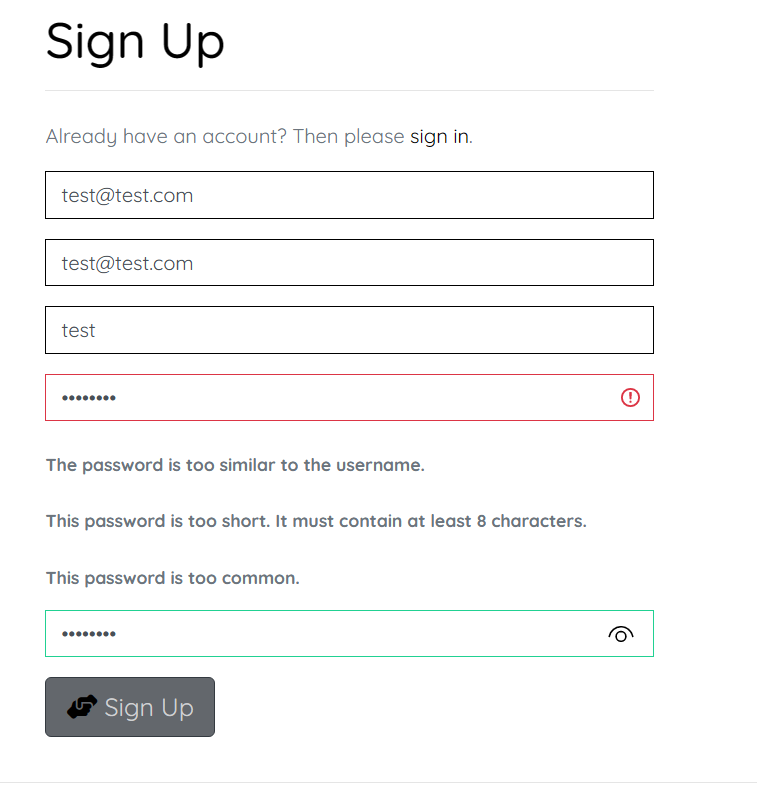 Sign Up
Already have an account? Then please sign in.
test@test.com
test@test.com
test
••••••••
The password is too similar to the username.
This password is too short. It must contain at least 8 characters.
This password is too common.
••••••••
Sign Up